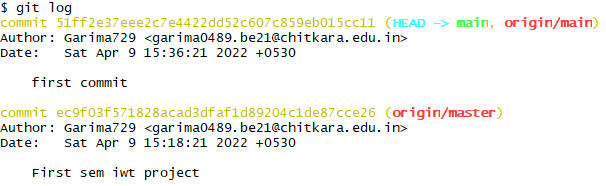 $ git log
commit 51ff2e37eee2c7e4422dd52c607c859eb015cc11 (HEAD -> main, origin/main)
Author: Garima729 <garima0489.be21@chitkara.edu.in>
Date:   Sat Apr 9 15:36:21 2022 +0530
    first commit
commit ec9f03f571828acad3dfaf1d89204c1de87cce26 (origin/master)
Author: Garima729 <garima0489.be21@chitkara.edu.in>
Date:   Sat Apr 9 15:18:21 2022 +0530
    First sem iwt project